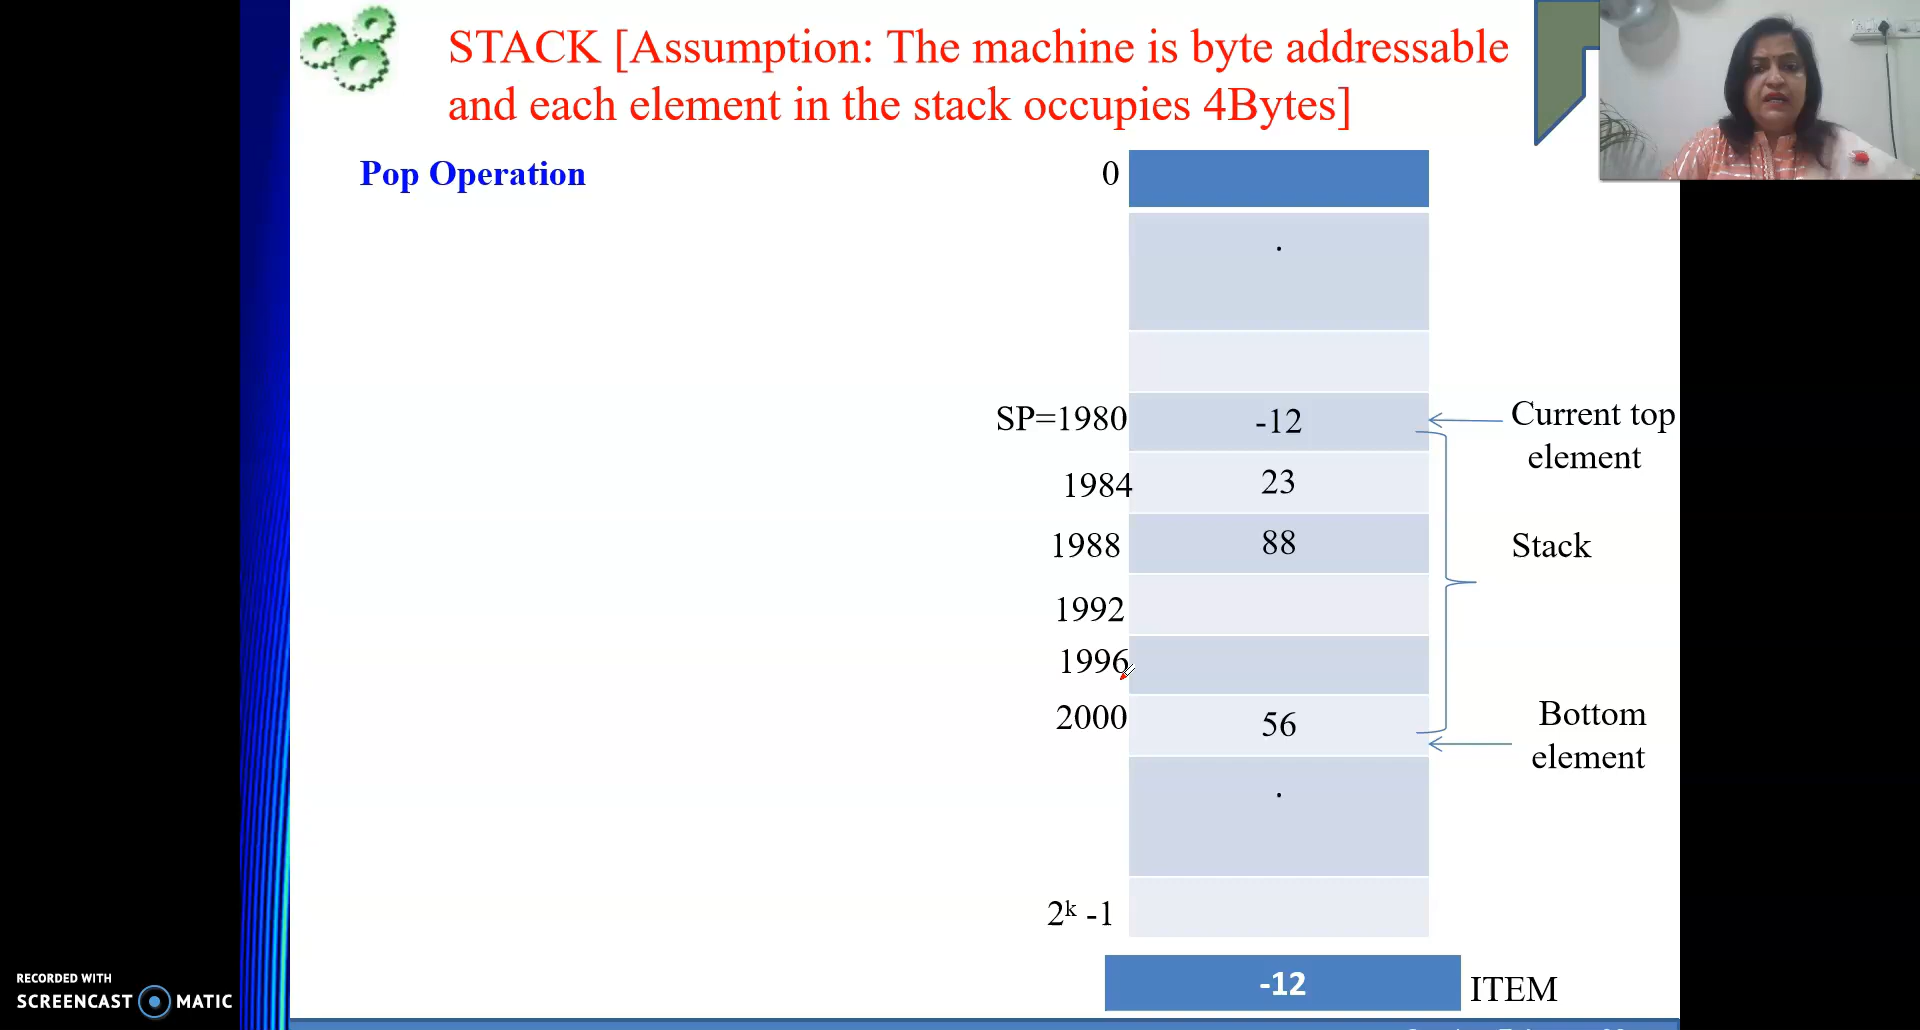 STACK [Assumption: The machine is byte addressable
and each element in the stack occupies 4Bytes]
Pop Operation
0
.
SP=1980
-12
Current top
element
1984
23
1988
88
Stack
1992
1996
2000
56
Bottom
element
.
2ᵏ -1
-12
ITEM
RECORDED WITH
SCREENCAST MATIC